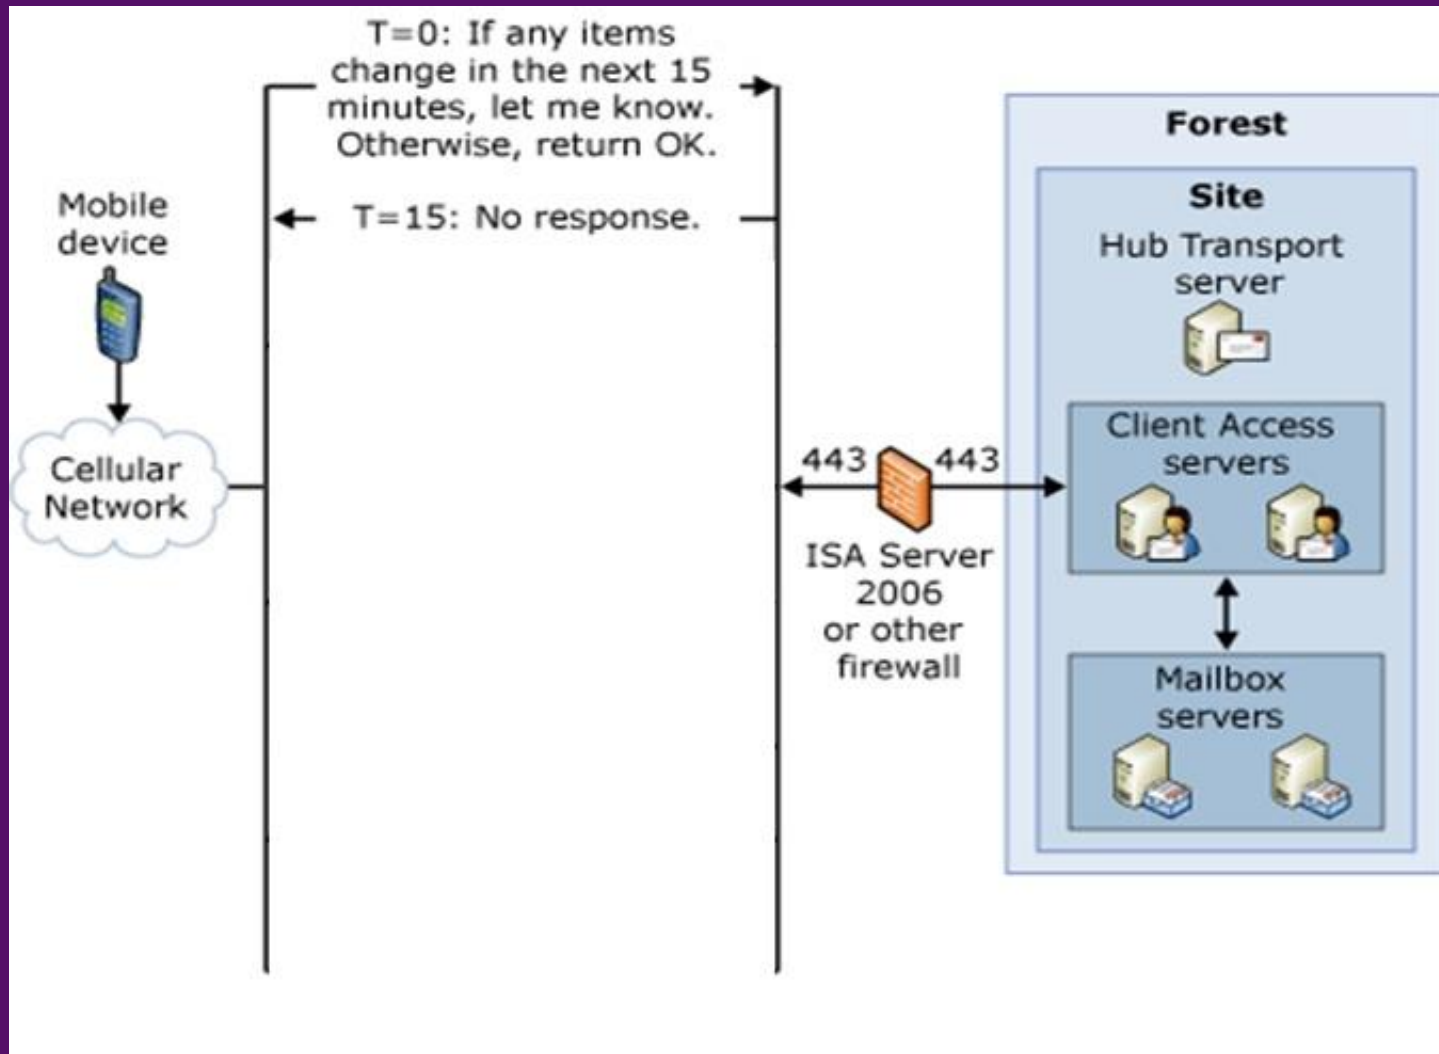 T=0: If any items
change in the next 15
minutes, let me know.
Otherwise, return OK.
T=15: No response.
Mobile
device
Cellular
Network
443
443
ISA Server
2006
or other
firewall
Forest
Site
Hub Transport
server
Client Access
servers
Mailbox
servers